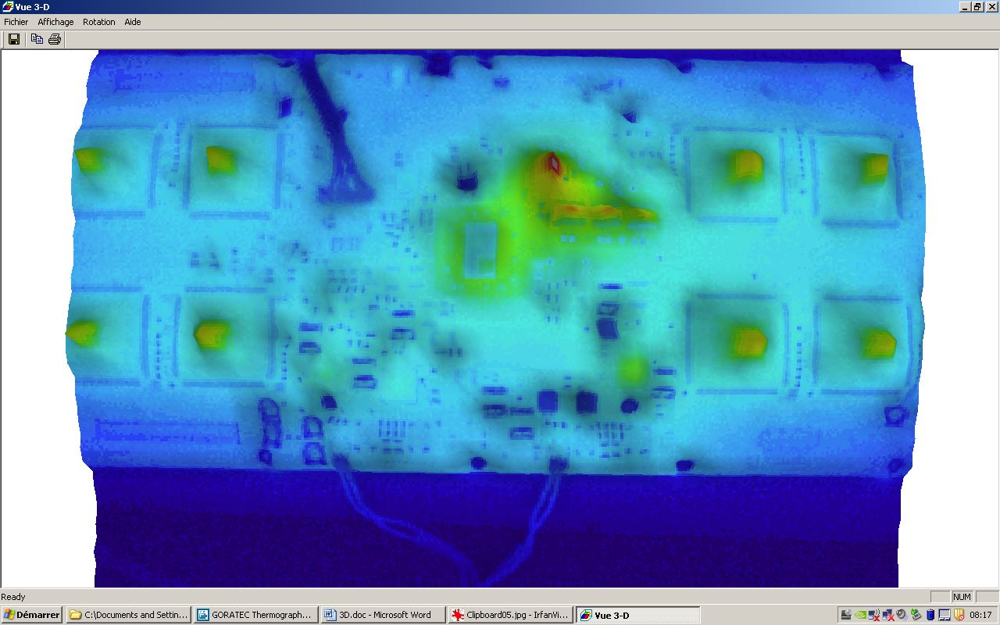 Vue 3-D
Fichier Affichage Rotation Aide
Ready
NUM
Démarrer
C:\Documents and Settin...
GORATEC Thermograph...
3D.doc - Microsoft Word
Clipboard05.jpg - IrfanVi...
Vue 3-D
08:17